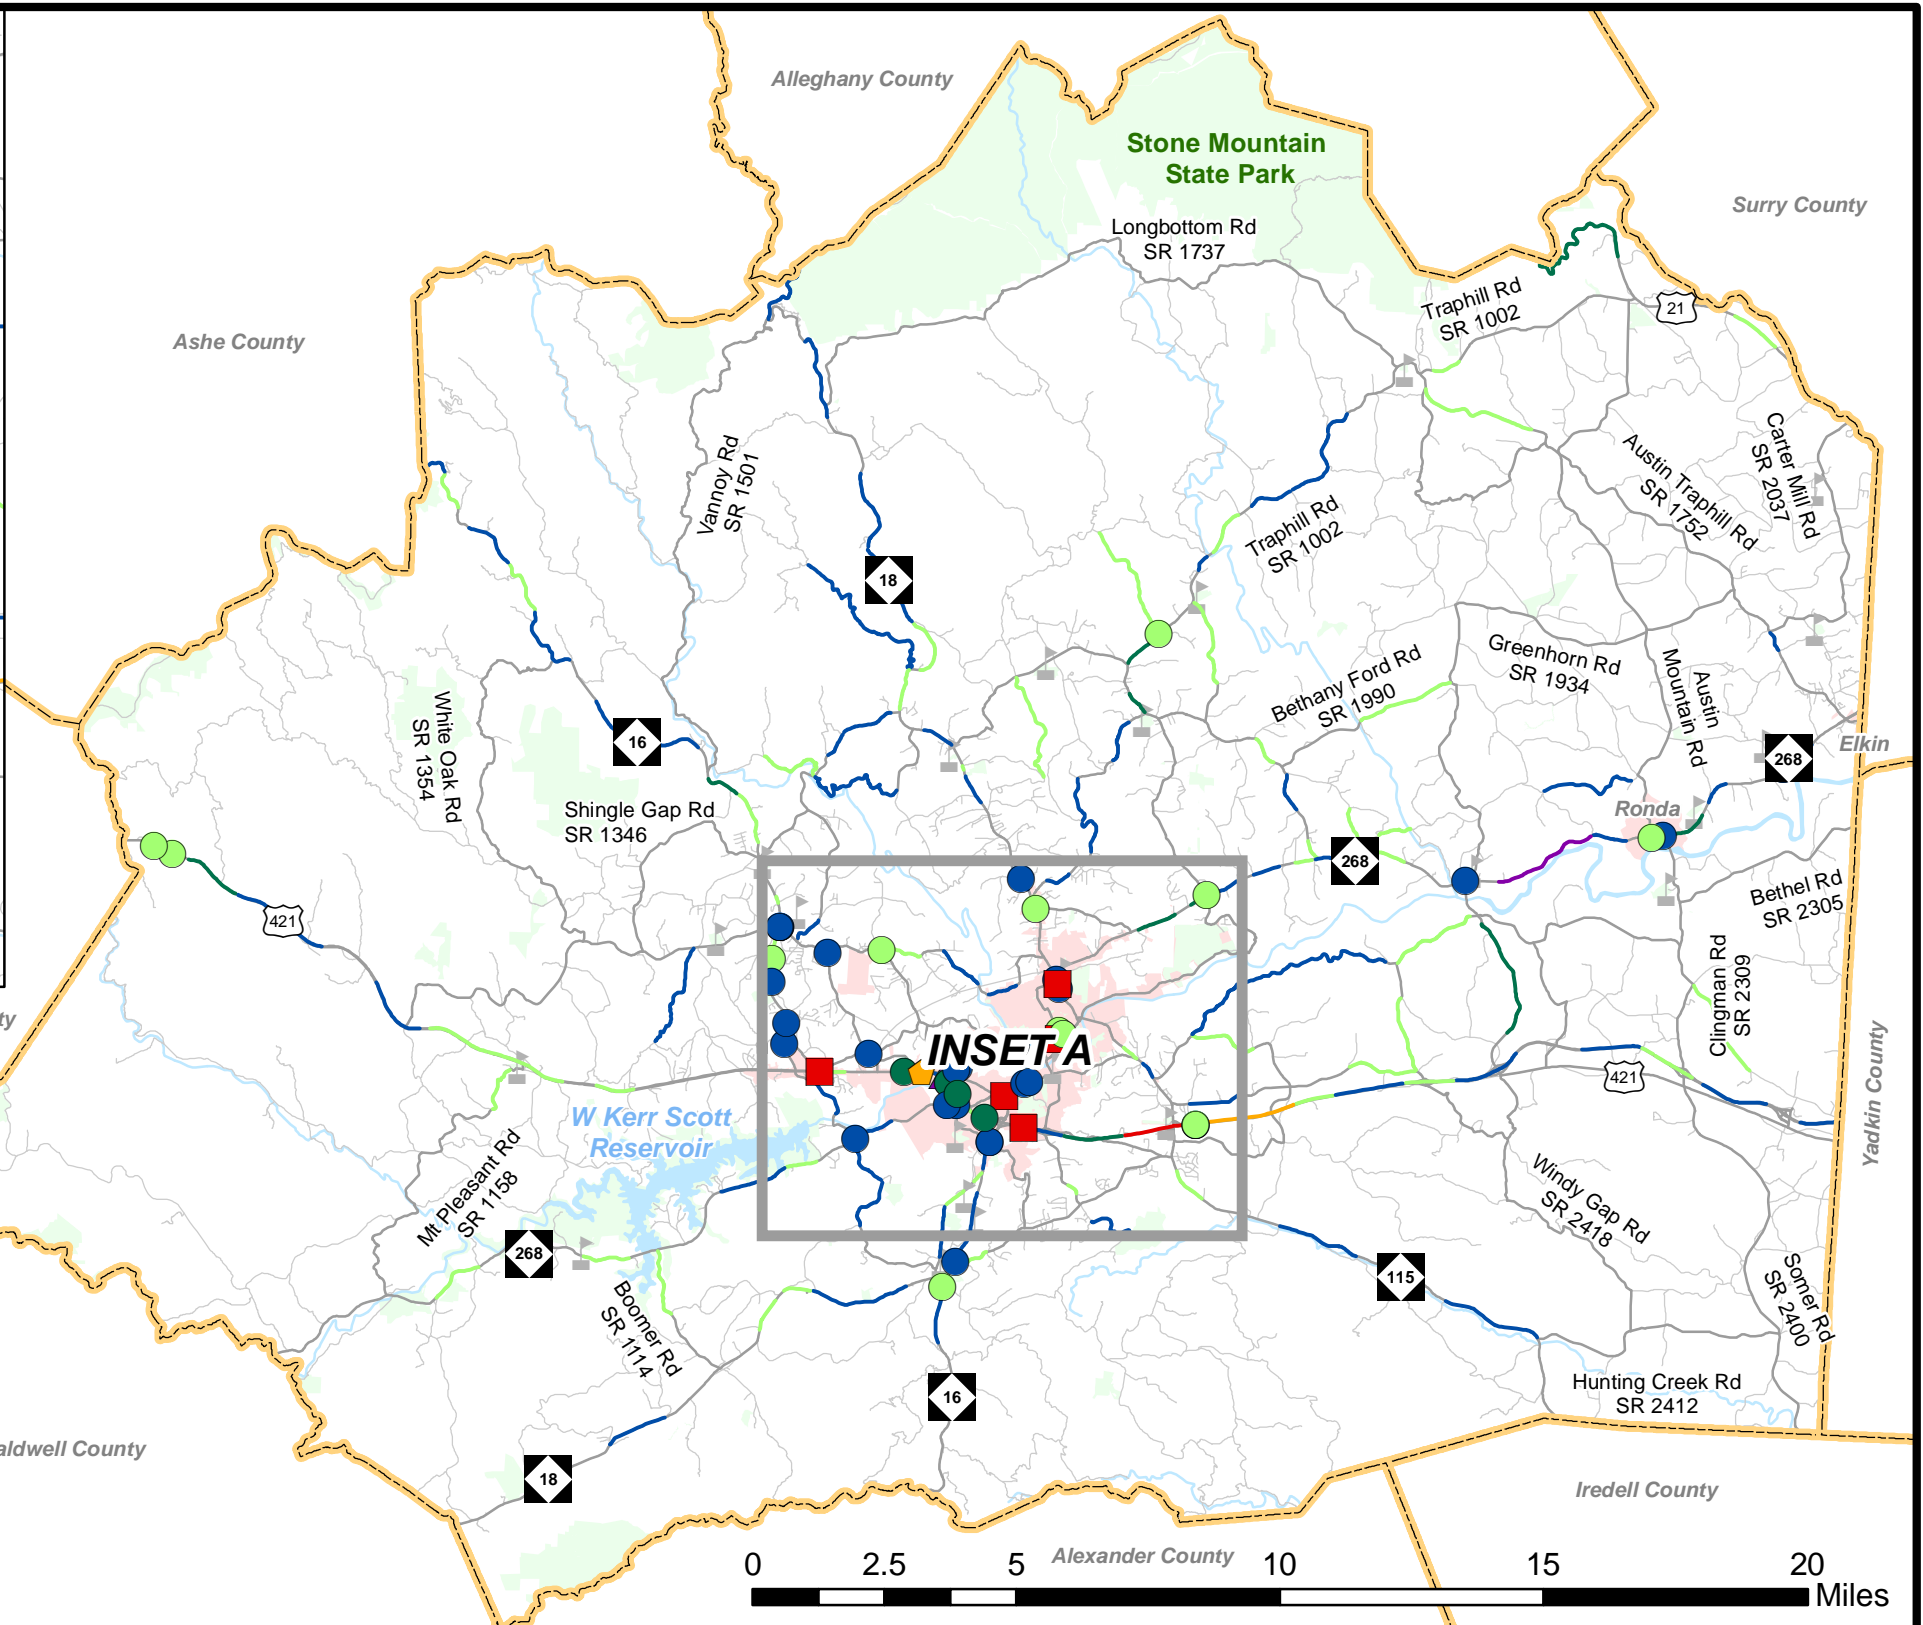 Alleghany County
Stone Mountain
State Park
Surry County
Longbottom Rd
SR 1737
Traphill Rd
SR 1002
21
Ashe County
Carter Mill Rd
SR 2037
Austin Traphill Rd
SR 1752
Vannoy Rd
SR 1501
Traphill Rd
SR 1002
18
Greenhorn Rd
SR 1934
Austin
Mountain Rd
Bethany Ford Rd
SR 1990
White Oak Rd
SR 1354
16
Elkin
268
Shingle Gap Rd
SR 1346
Ronda
268
Bethel Rd
SR 2305
421
Clingman Rd
SR 2309
ty
INSET A
421
Yadkin County
W Kerr Scott
Reservoir
Mt Pleasant Rd
SR 1158
Windy Gap Rd
SR 2418
268
115
Somer Rd
SR 2400
Boomer Rd
SR 1114
16
Hunting Creek Rd
SR 2412
aldwell County
18
Iredell County
Alexander County
0 2.5 5 10 15 20
Miles